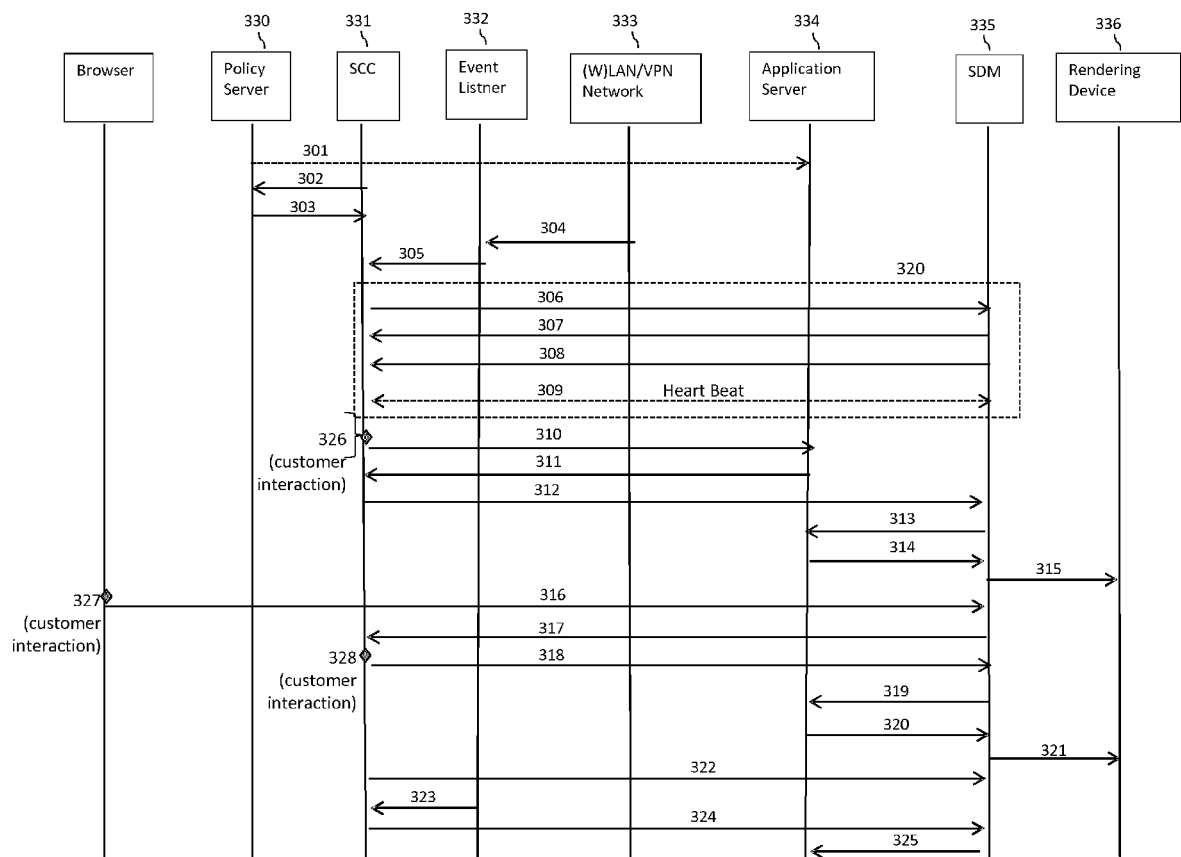 330
331
332
333
334
335
336
Browser
Policy
Server
SCC
Event
Listner
(W)LAN/VPN
Network
Application
Server
SDM
Rendering
Device
301
302
303
304
305
320
306
307
308
309
Heart Beat
326
(customer
interaction)
310
311
312
313
314
315
327
(customer
interaction)
316
317
328
(customer
interaction)
318
319
320
321
322
323
324
325